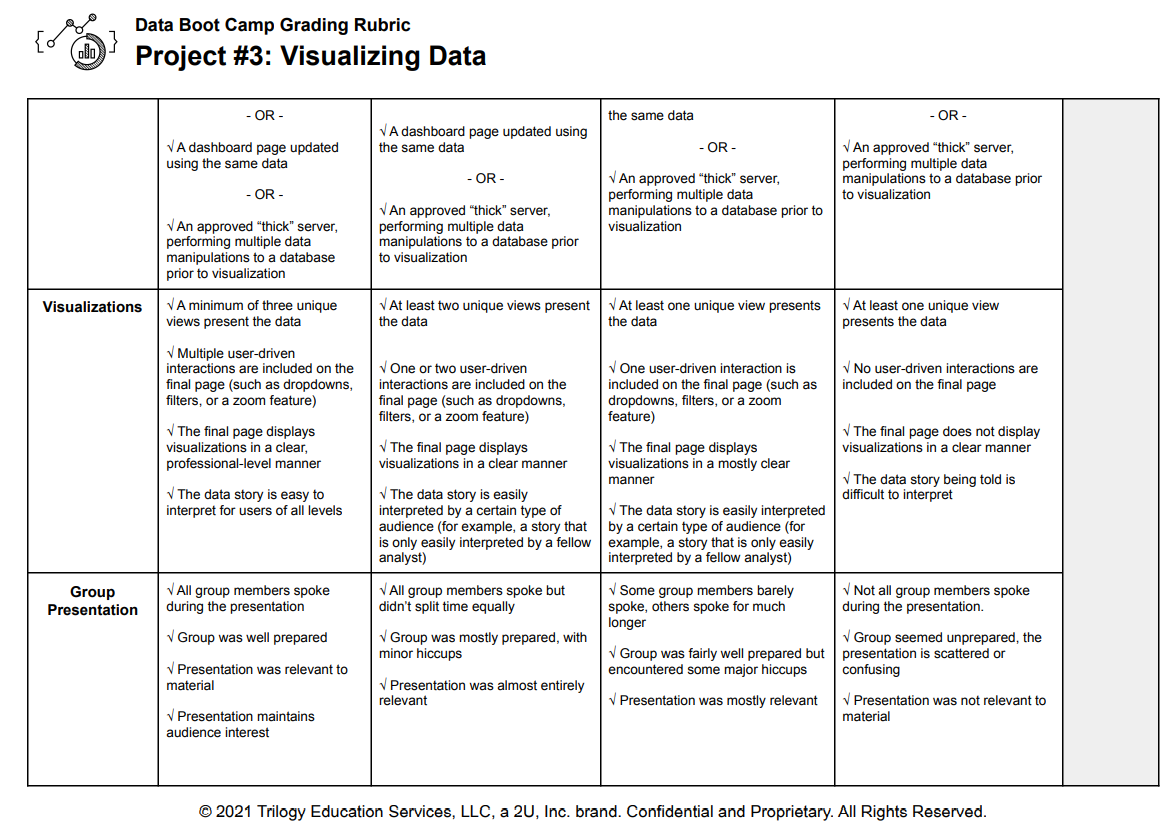 Data Boot Camp Grading Rubric
Project #3: Visualizing Data
- OR -
√ A dashboard page updated
using the same data
- OR -
√ An approved “thick” server,
performing multiple data
manipulations to a database
prior to visualization
√ A dashboard page updated using
the same data
- OR -
√ An approved “thick” server,
performing multiple data
manipulations to a database prior
to visualization
the same data
- OR -
√ An approved “thick” server,
performing multiple data
manipulations to a database prior to
visualization
- OR -
√ An approved “thick” server,
performing multiple data
manipulations to a database prior
to visualization
Visualizations
√ A minimum of three unique
views present the data
√ Multiple user-driven
interactions are included on the
final page (such as dropdowns,
filters, or a zoom feature)
√ The final page displays
visualizations in a clear,
professional-level manner
√ The data story is easy to
interpret for users of all levels
√ At least two unique views present
the data
√ One or two user-driven
interactions are included on the
final page (such as dropdowns,
filters, or a zoom feature)
√ The final page displays
visualizations in a clear manner
√ The data story is easily
interpreted by a certain type of
audience (for example, a story that
is only easily interpreted by a fellow
analyst)
√ At least one unique view presents
the data
√ One user-driven interaction is
included on the final page (such as
dropdowns, filters, or a zoom
feature)
√ The final page displays
visualizations in a mostly clear
manner
√ The data story is easily interpreted
by a certain type of audience (for
example, a story that is only easily
interpreted by a fellow analyst)
√ At least one unique view
presents the data
√ No user-driven interactions are
included on the final page
√ The final page does not display
visualizations in a clear manner
√ The data story being told is
difficult to interpret
Group
Presentation
√ All group members spoke
during the presentation
√ Group was well prepared
√ Presentation was relevant to
material
√ Presentation maintains
audience interest
√ All group members spoke but
didn’t split time equally
√ Group was mostly prepared, with
minor hiccups
√ Presentation was almost entirely
relevant
√ Some group members barely
spoke, others spoke for much
longer
√ Group was fairly well prepared but
encountered some major hiccups
√ Presentation was mostly relevant
√ Not all group members spoke
during the presentation.
√ Group seemed unprepared, the
presentation is scattered or
confusing
√ Presentation was not relevant to
material
© 2021 Trilogy Education Services, LLC, a 2U, Inc. brand. Confidential and Proprietary. All Rights Reserved.